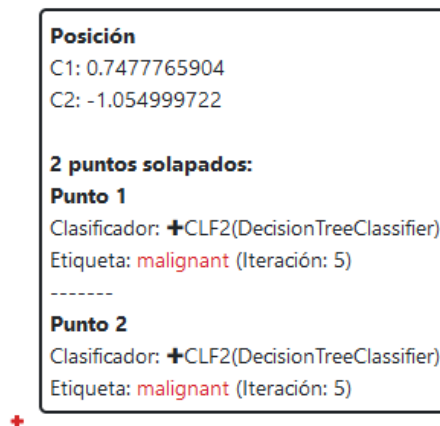 Posición
C1: 0.7477765904
C2: -1.054999722
2 puntos solapados:
Punto 1
Clasificador: ✚CLF2(DecisionTreeClassifier)
Etiqueta: malignant (Iteración: 5)
-------
Punto 2
Clasificador: ✚CLF2(DecisionTreeClassifier)
Etiqueta: malignant (Iteración: 5)